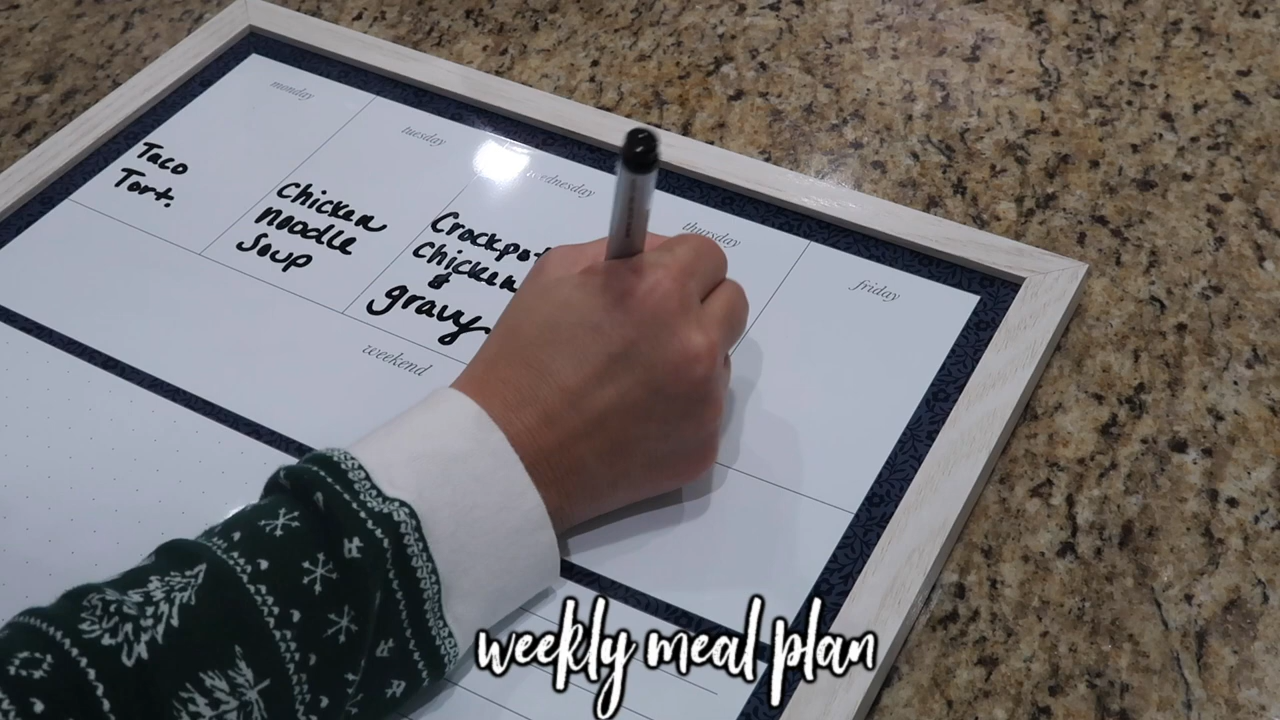 monday
tuesday
wednesday
thursday
friday
Taco
Tort.
Chicken
noodle
Soup
Crockpot
Chicken
&
gravy
weekend
weekly meal plan